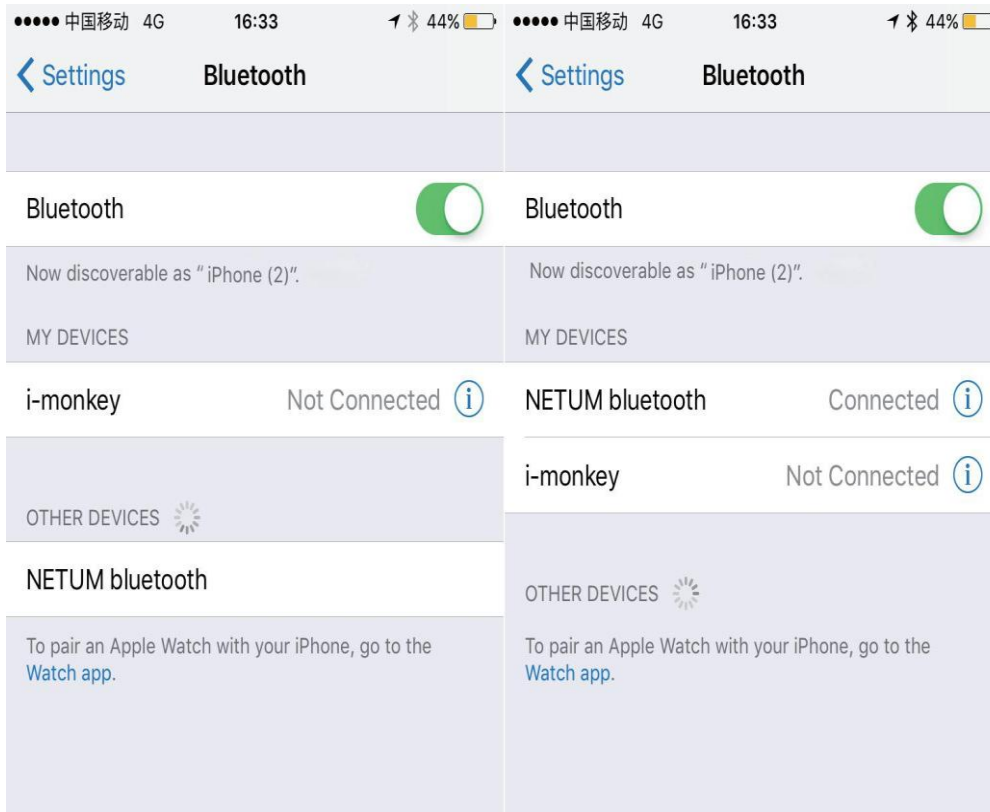 ●●●●● 中国移动 4G 16:33 44%
Settings Bluetooth
Bluetooth
Now discoverable as “ iPhone (2)”.
MY DEVICES
i-monkey Not Connected i
OTHER DEVICES
NETUM bluetooth
To pair an Apple Watch with your iPhone, go to the
Watch app.
●●●●● 中国移动 4G 16:33 44%
Settings Bluetooth
Bluetooth
Now discoverable as “ iPhone (2)”.
MY DEVICES
NETUM bluetooth Connected i
i-monkey Not Connected i
OTHER DEVICES
To pair an Apple Watch with your iPhone, go to the
Watch app.